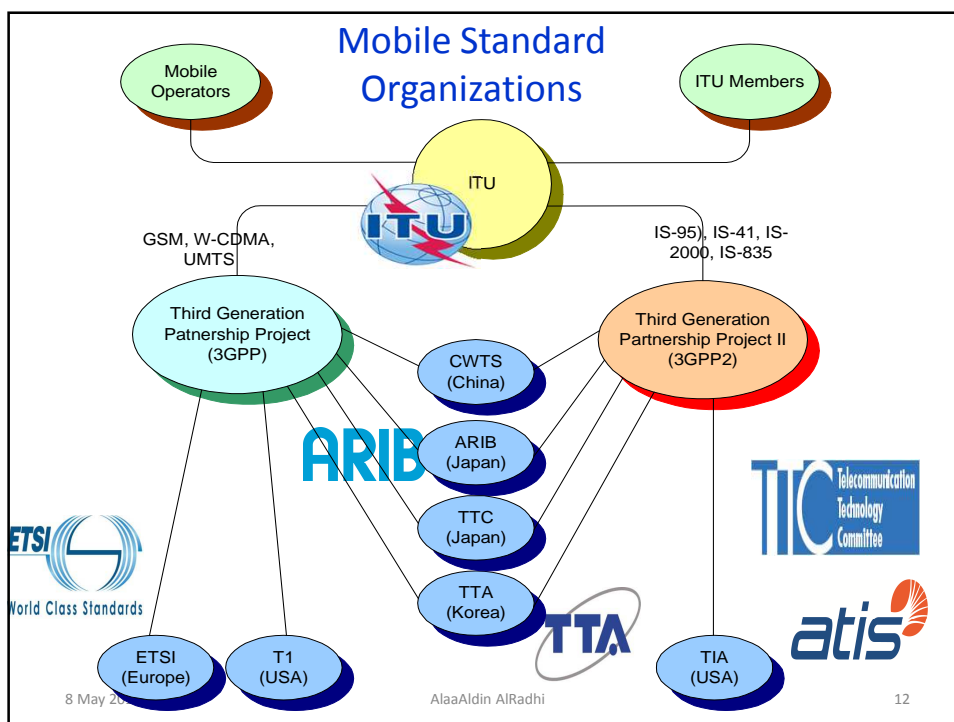 Mobile Standard
Organizations
Mobile
Operators
ITU Members
ITU
ITU
GSM, W-CDMA,
UMTS
IS-95), IS-41, IS-
2000, IS-835
Third Generation
Patnership Project
(3GPP)
Third Generation
Partnership Project II
(3GPP2)
CWTS
(China)
ARIB
ARIB
(Japan)
TTC
(Japan)
TTC Telecommunication
Technology
Committee
ETSI
World Class Standards
TTA
(Korea)
TTA
atis
ETSI
(Europe)
T1
(USA)
TIA
(USA)
8 May
AlaaAldin AlRadhi
12